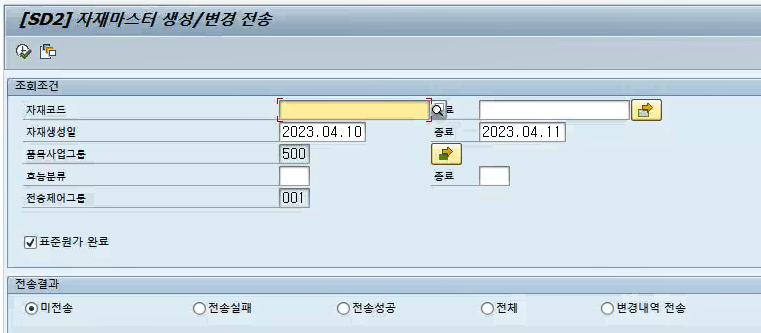 [SD2] 자재마스터 생성/변경 전송
조회조건
자재코드 료
자재생성일 2023.04.10 종료 2023.04.11
품목사업그룹 500
효능분류 종료
전송제어그룹 001
표준원가 완료
전송결과
미전송 전송실패 전송성공 전체 변경내역 전송